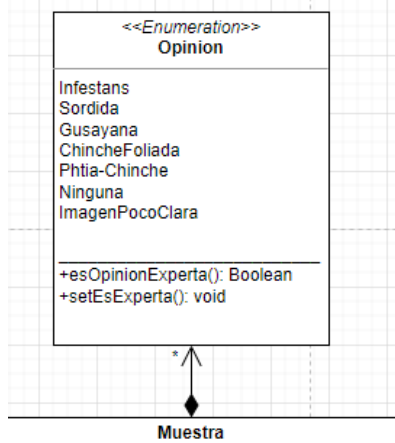 <<Enumeration>>
Opinion
Infestans
Sordida
Gusayana
ChincheFoliada
Phtia-Chinche
Ninguna
ImagenPocoClara
+esOpinionExperta(): Boolean
+setEsExperta(): void
*
Muestra